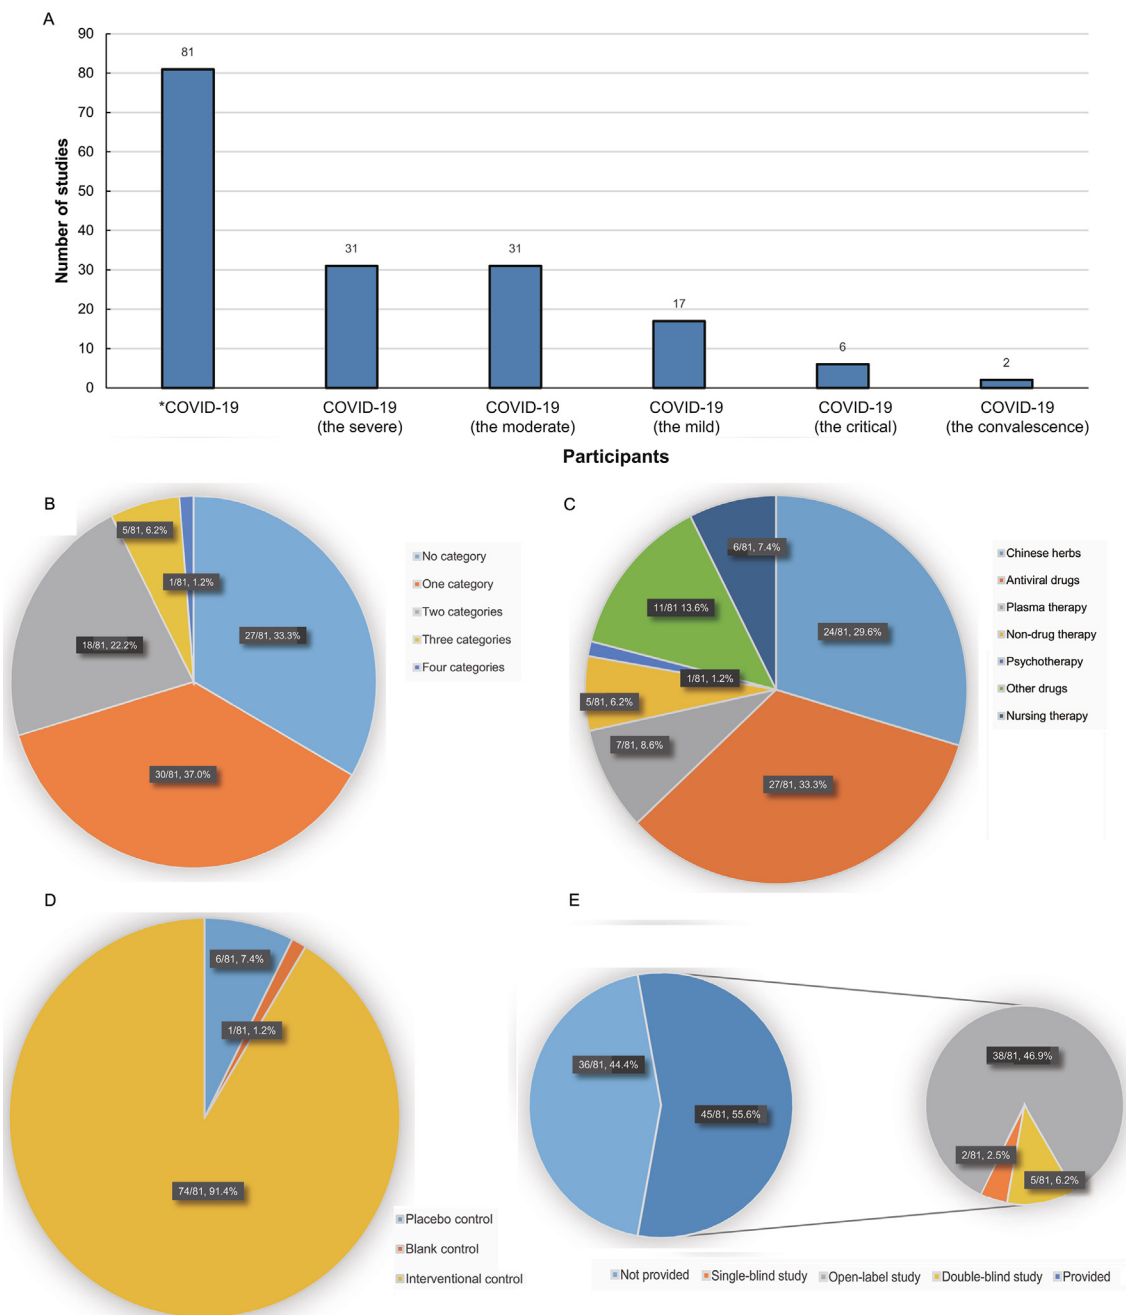 A
90
80
70
60
50
40
30
20
10
0
Number of studies
81
31
31
17
6
2
*COVID-19
COVID-19
(the severe)
COVID-19
(the moderate)
COVID-19
(the mild)
COVID-19
(the critical)
COVID-19
(the convalescence)
Participants
B
5/81, 6.2%
1/81, 1.2%
27/81, 33.3%
18/81, 22.2%
30/81, 37.0%
No category
One category
Two categories
Three categories
Four categories
C
6/81, 7.4%
11/81 13.6%
24/81, 29.6%
1/81, 1.2%
5/81, 6.2%
7/81, 8.6%
27/81, 33.3%
Chinese herbs
Antiviral drugs
Plasma therapy
Non-drug therapy
Psychotherapy
Other drugs
Nursing therapy
D
6/81, 7.4%
1/81, 1.2%
74/81, 91.4%
Placebo control
Blank control
Interventional control
E
36/81, 44.4%
45/81, 55.6%
38/81, 46.9%
2/81, 2.5%
5/81, 6.2%
Not provided
Single-blind study
Open-label study
Double-blind study
Provided